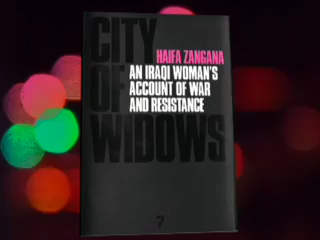 CITY
HAIFA ZANGANA
OF
AN IRAQI WOMAN'S
ACCOUNT OF WAR
AND RESISTANCE
WIDOWS
7